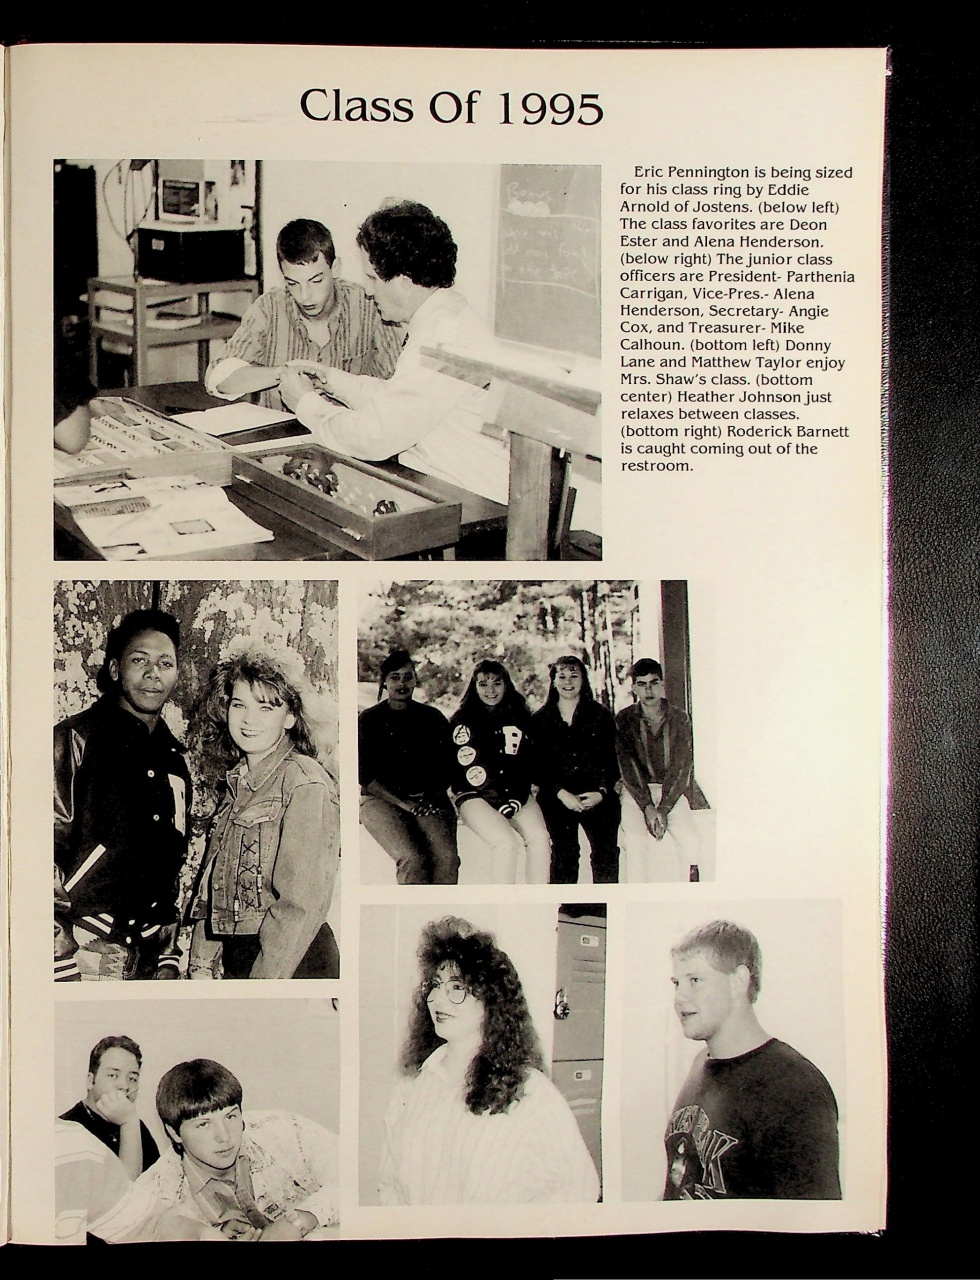 Class Of 1995
Eric Pennington is being sized
for his class ring by Eddie
Arnold of Jostens. (below left)
The class favorites are Deon
Ester and Alena Henderson.
(below right) The junior class
officers are President- Parthenia
Carrigan, Vice-Pres.- Alena
Henderson, Secretary- Angie
Cox, and Treasurer- Mike
Calhoun. (bottom left) Donny
Lane and Matthew Taylor enjoy
Mrs. Shaw's class. (bottom
center) Heather Johnson just
relaxes between classes.
(bottom right) Roderick Barnett
is caught coming out of the
restroom.